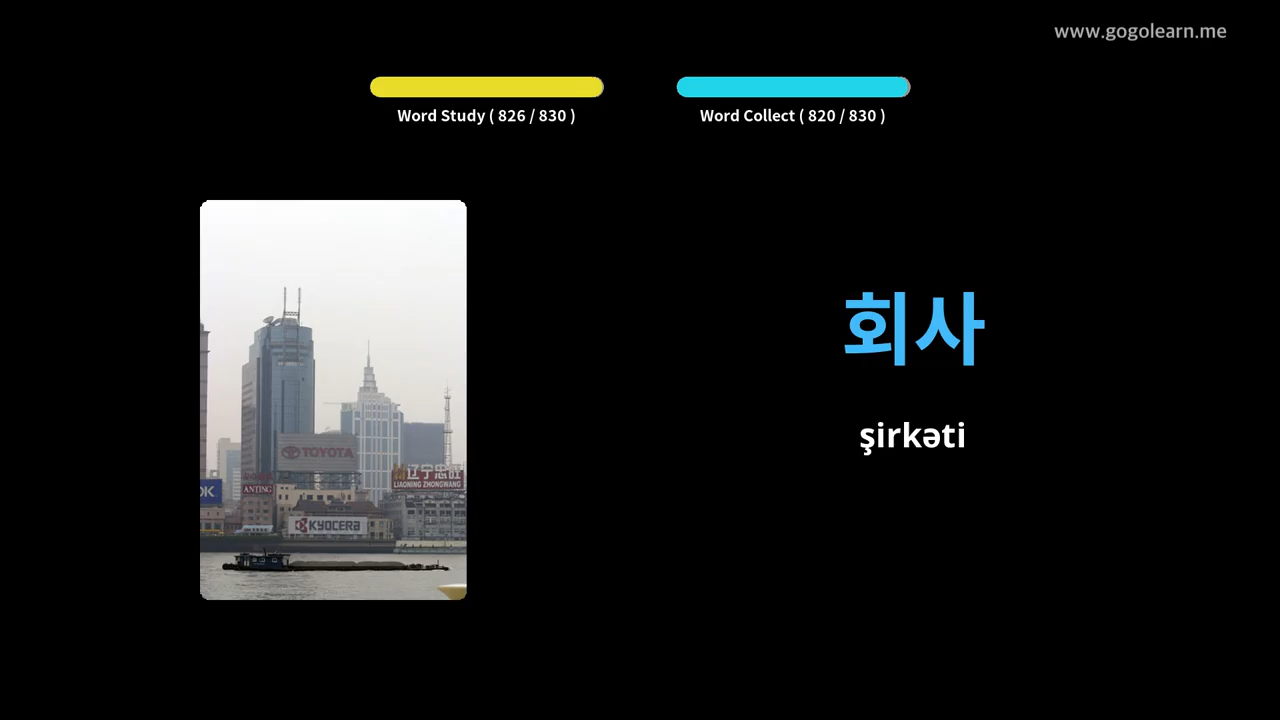 www.gogolearn.me
Word Study ( 826 / 830 )
Word Collect ( 820 / 830 )
회사
şirkəti
TOYOTA
辽宁忠旺
LIAONING ZHONGWANG
OK
ANTING
KYOCERA